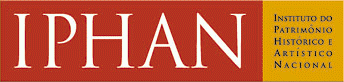 IPHAN
INSTITUTO DO
PATRIMÔNIO
HISTÓRICO E
ARTÍSTICO
NACIONAL